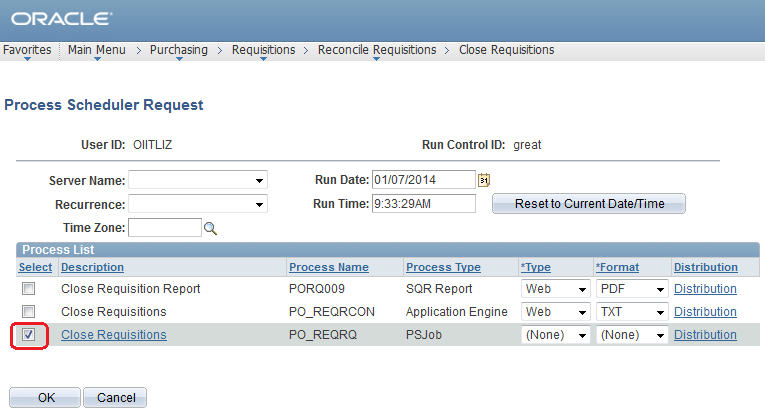 ORACLE®
Favorites Main Menu > Purchasing > Requisitions > Reconcile Requisitions > Close Requisitions
Process Scheduler Request
User ID: OIITLIZ Run Control ID: great
Server Name: Run Date: 01/07/2014 31
Recurrence: Run Time: 9:33:29AM Reset to Current Date/Time
Time Zone:
Process List
Select Description Process Name Process Type *Type *Format Distribution
Close Requisition Report PORQ009 SQR Report Web PDF Distribution
Close Requisitions PO_REQRCON Application Engine Web TXT Distribution
Close Requisitions PO_REQRQ PSJob (None) (None) Distribution
OK Cancel